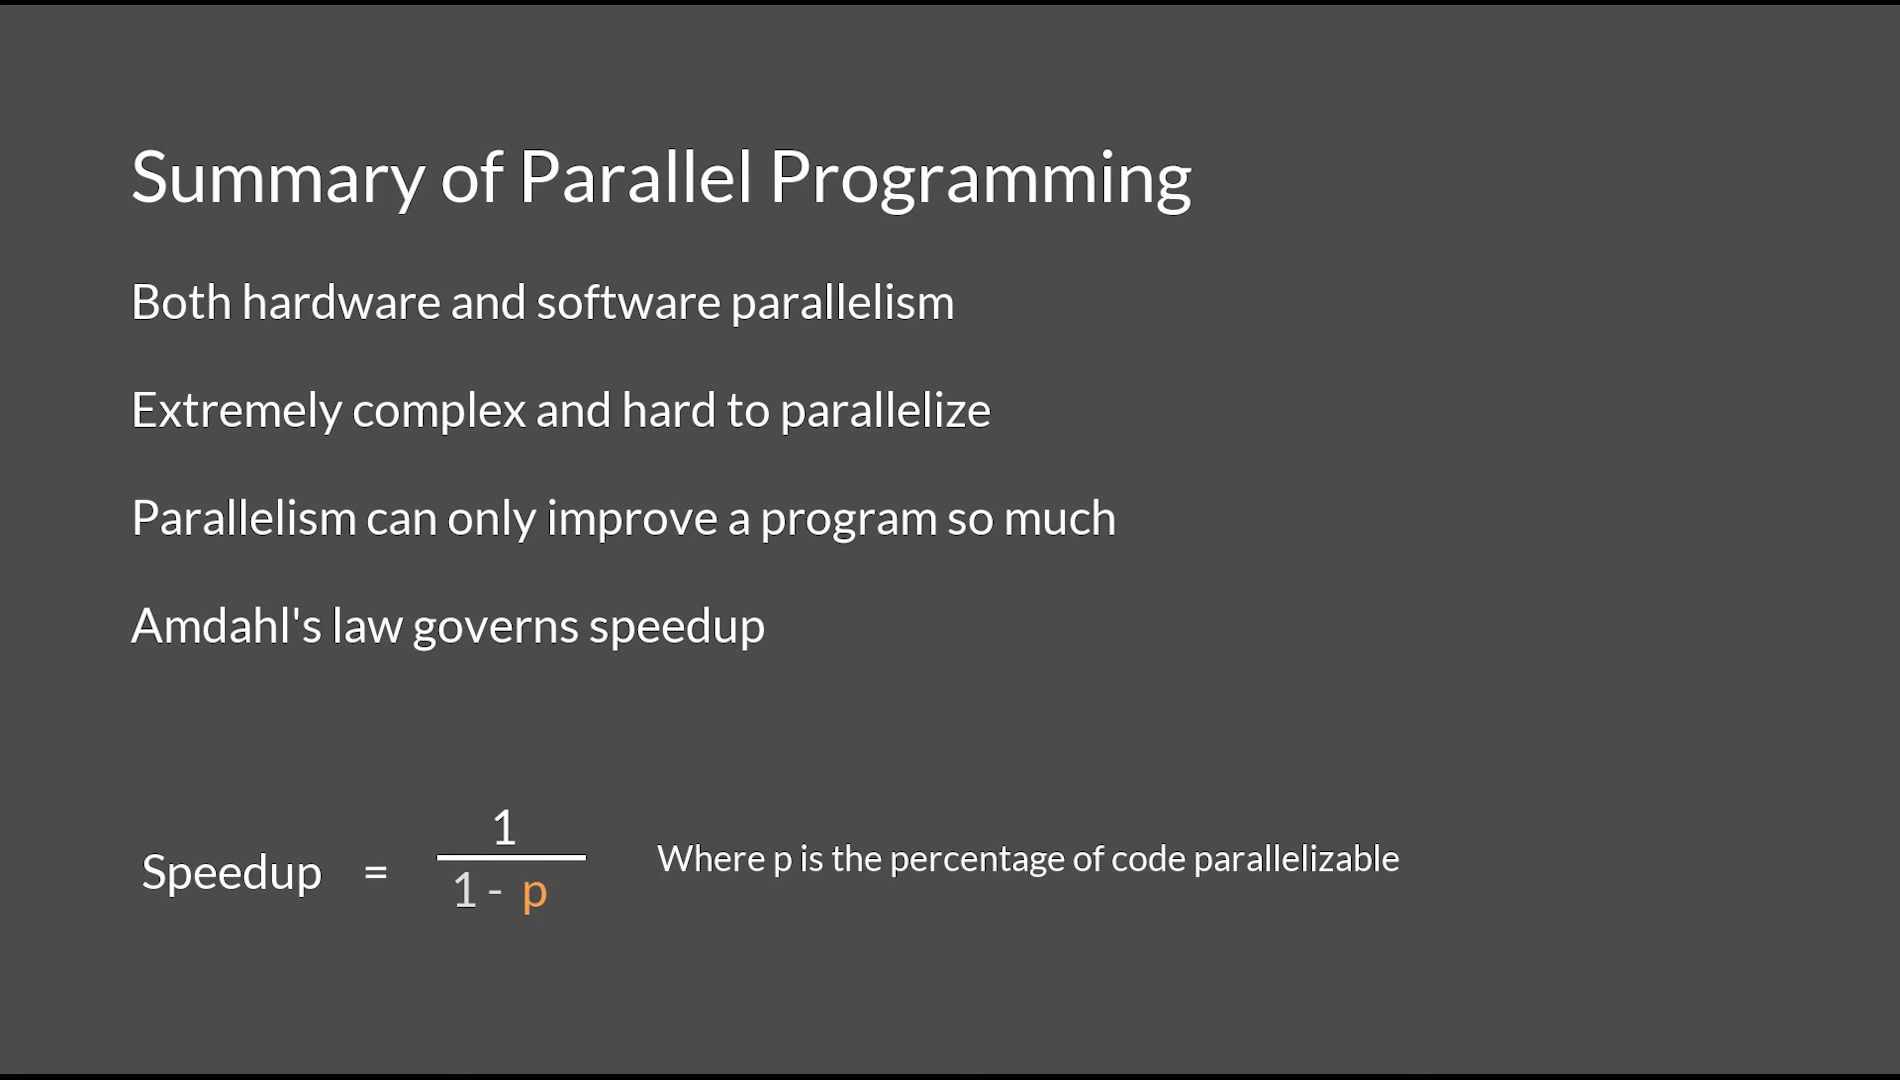 Summary of Parallel Programming
Both hardware and software parallelism
Extremely complex and hard to parallelize
Parallelism can only improve a program so much
Amdahl's law governs speedup
1
Speedup = Where p is the percentage of code parallelizable
1 - p